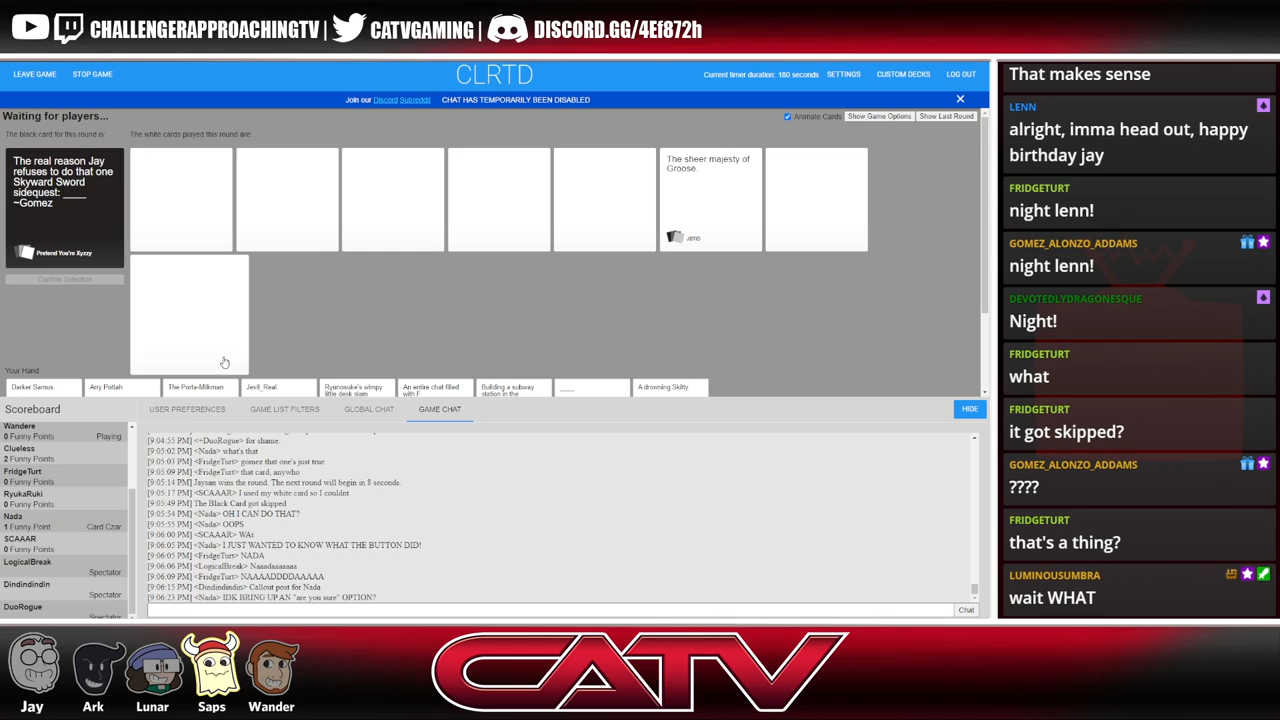 CHALLENGERAPPROACHINGTV | CATVGAMING | DISCORD.GG/4Ef872h
LEAVE GAME STOP GAME CLRTD Current timer duration: 180 seconds SETTINGS CUSTOM DECKS LOG OUT
Join our Discord Subreddit CHAT HAS TEMPORARILY BEEN DISABLED
Waiting for players...
Animate Cards Show Game Options Show Last Round
The black card for this round is:
The white cards played this round are:
The real reason Jay
refuses to do that one
Skyward Sword
sidequest: ____
~Gomez
Pretend You're Xyzzy
Confirm Selection
The sheer majesty of
Groose.
Your Hand
Darker Samus
Arry Pottah
The Porta-Milkman.
Jevil_Real
Ryunosuke's wimpy
little desk slam
An entire chat filled
with F
Building a subway
station in the
____
A drowning Skitty
Scoreboard
USER PREFERENCES GAME LIST FILTERS GLOBAL CHAT GAME CHAT HIDE
Wandere
0 Funny Points Playing
Clueless
2 Funny Points
FridgeTurt
0 Funny Points
RyukaRuki
0 Funny Points
Nada
1 Funny Point Card Czar
SCAAAR
0 Funny Points
LogicalBreak
Spectator
Dindindindin
Spectator
DuoRogue
Spectator
[9:04:55 PM] <+DuoRogue> for shame.
[9:05:02 PM] <Nada> what's that
[9:05:03 PM] <FridgeTurt> gomez that one's just true
[9:05:09 PM] <FridgeTurt> that card, anywho
[9:05:14 PM] Jaysan wins the round. The next round will begin in 8 seconds.
[9:05:17 PM] <SCAAAR> I used my white card so I couldnt
[9:05:49 PM] The Black Card got skipped
[9:05:54 PM] <Nada> OH I CAN DO THAT?
[9:05:55 PM] <Nada> OOPS
[9:06:00 PM] <SCAAAR> WAt
[9:06:05 PM] <Nada> I JUST WANTED TO KNOW WHAT THE BUTTON DID!
[9:06:05 PM] <FridgeTurt> NADA
[9:06:06 PM] <LogicalBreak> Naaadaaaaaaa
[9:06:09 PM] <FridgeTurt> NAAAADDDDAAAAA
[9:06:15 PM] <Dindindindin> Callout post for Nada
[9:06:23 PM] <Nada> IDK BRING UP AN "are you sure" OPTION?
Chat
That makes sense
LENN
alright, imma head out, happy
birthday jay
FRIDGETURT
night lenn!
GOMEZ_ALONZO_ADDAMS
night lenn!
DEVOTEDLYDRAGONESQUE
Night!
FRIDGETURT
what
FRIDGETURT
it got skipped?
GOMEZ_ALONZO_ADDAMS
????
FRIDGETURT
that's a thing?
LUMINOUSUMBRA
wait WHAT
Jay Ark Lunar Saps Wander
CATV